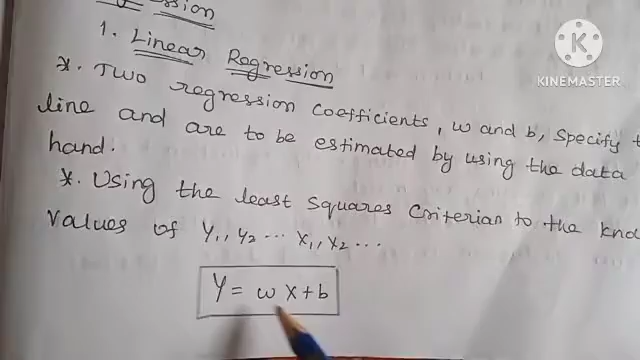 1. Linear Regression
*. Two regression coefficients, w and b, specify
line and are to be estimated by using the data
hand.
*. Using the least squares criterian to the
values of Y1, Y2 ... X1, X2 ...
Y = w X + b
K
KINEMASTER